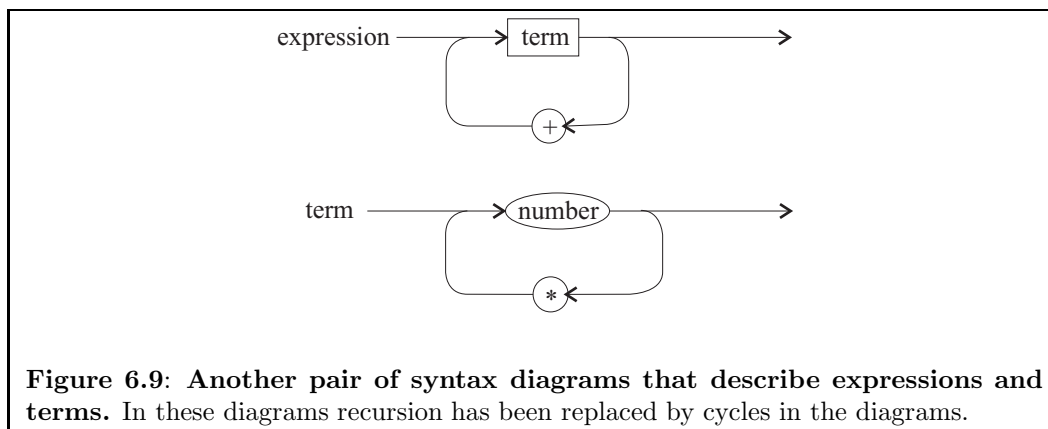 expression term
+
term number
*
Figure 6.9: Another pair of syntax diagrams that describe expressions and
terms. In these diagrams recursion has been replaced by cycles in the diagrams.